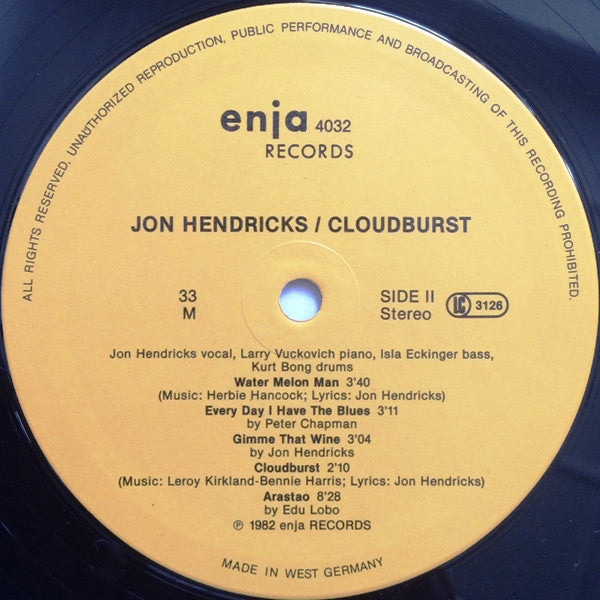 ALL RIGHTS RESERVED, UNAUTHORIZED REPRODUCTION, PUBLIC PERFORMANCE AND BROADCASTING OF THIS RECORDING PROHIBITED.
enja 4032
RECORDS
JON HENDRICKS / CLOUDBURST
33
M
SIDE II
Stereo
LC 3126
Jon Hendricks vocal, Larry Vuckovich piano, Isla Eckinger bass,
Kurt Bong drums
Water Melon Man 3'40
(Music: Herbie Hancock; Lyrics: Jon Hendricks)
Every Day I Have The Blues 3'11
by Peter Chapman
Gimme That Wine 3'04
by Jon Hendricks
Cloudburst 2'10
(Music: Leroy Kirkland-Bennie Harris; Lyrics: Jon Hendricks)
Arastao 8'28
by Edu Lobo
℗ 1982 enja RECORDS
MADE IN WEST GERMANY